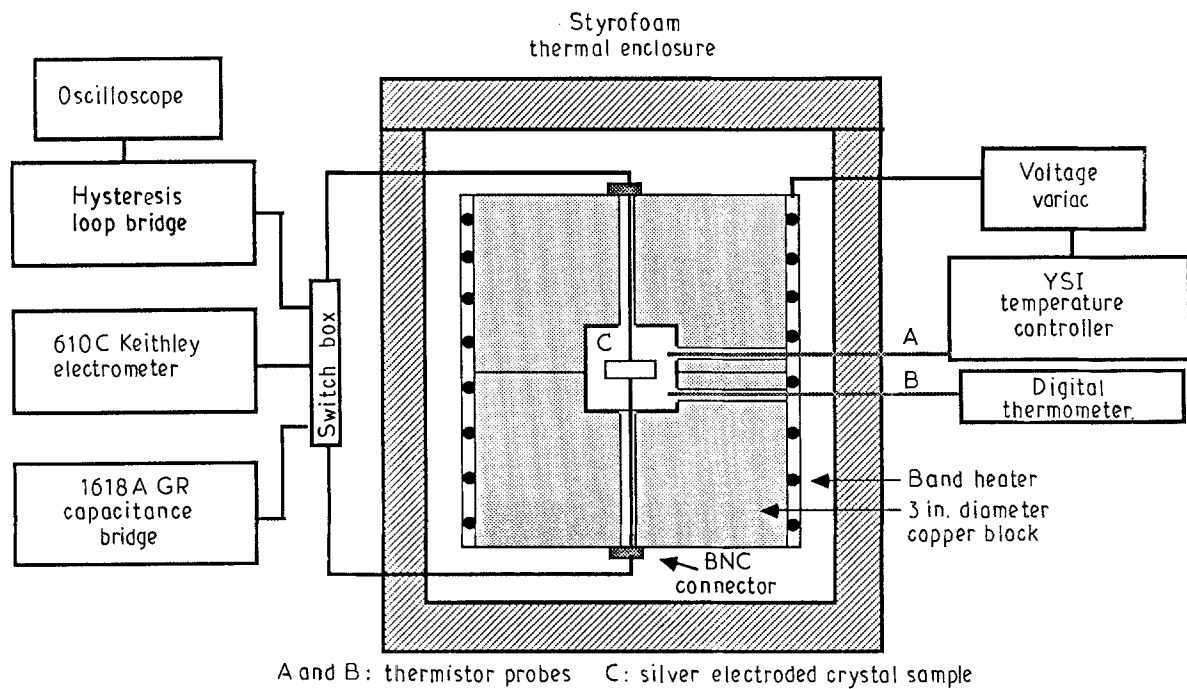 Styrofoam
thermal enclosure
Oscilloscope
Hysteresis
loop bridge
610C Keithley
electrometer
1618A GR
capacitance
bridge
Switch box
C
A
B
Voltage
variac
YSI
temperature
controller
Digital
thermometer
Band heater
3 in. diameter
copper block
BNC
connector
A and B: thermistor probes C: silver electroded crystal sample